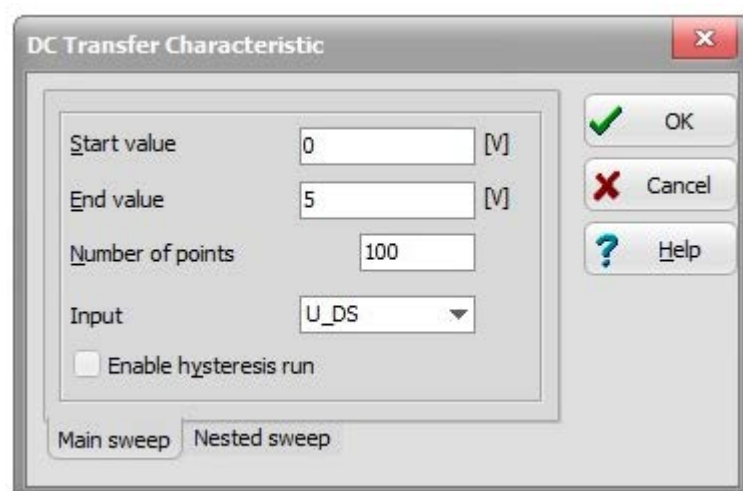 DC Transfer Characteristic
Start value 0 [V]
End value 5 [V]
Number of points 100
Input U_DS
Enable hysteresis run
Main sweep Nested sweep
OK
Cancel
Help